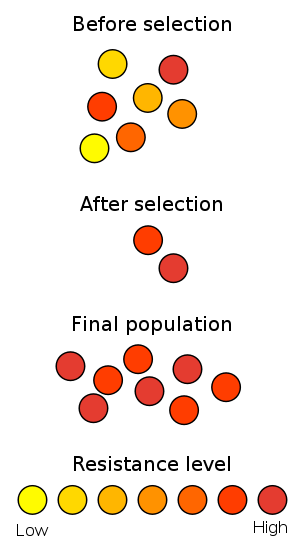 Before selection
After selection
Final population
Resistance level
Low
High